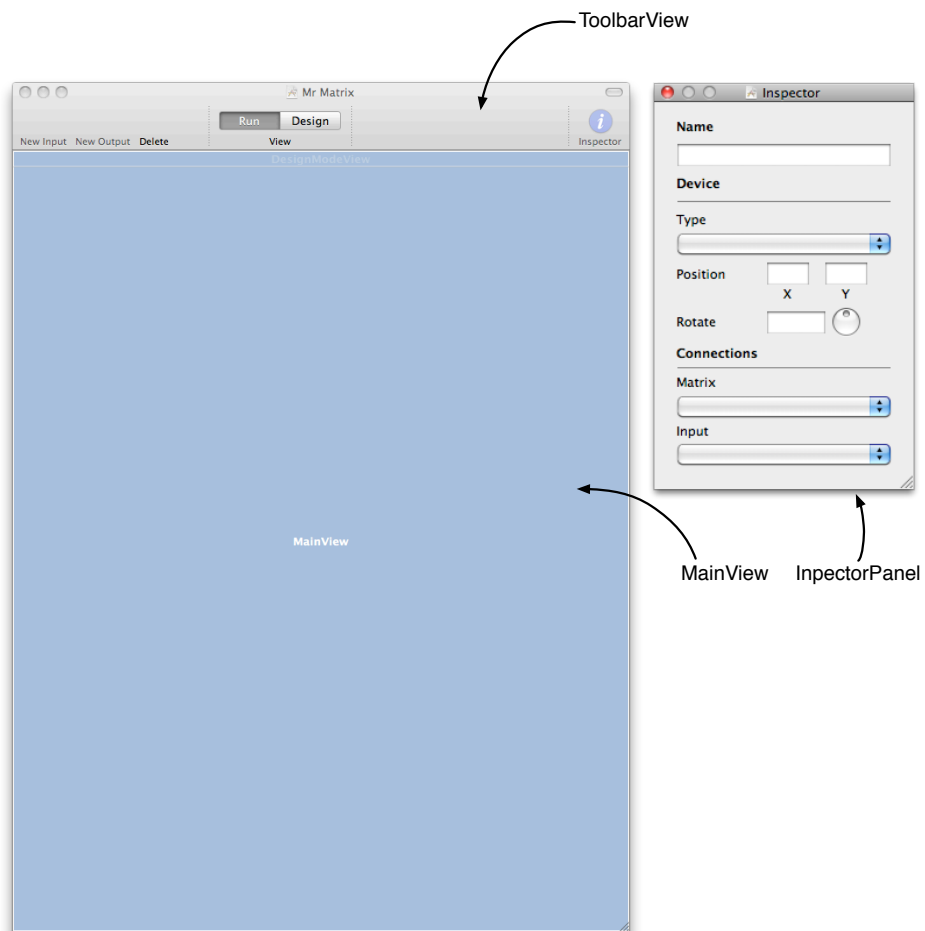 ToolbarView
Mr Matrix
Run Design
New Input New Output Delete View Inspector
DesignModeView
MainView
Inspector
Name
Device
Type
Position
X Y
Rotate
Connections
Matrix
Input
MainView InpectorPanel